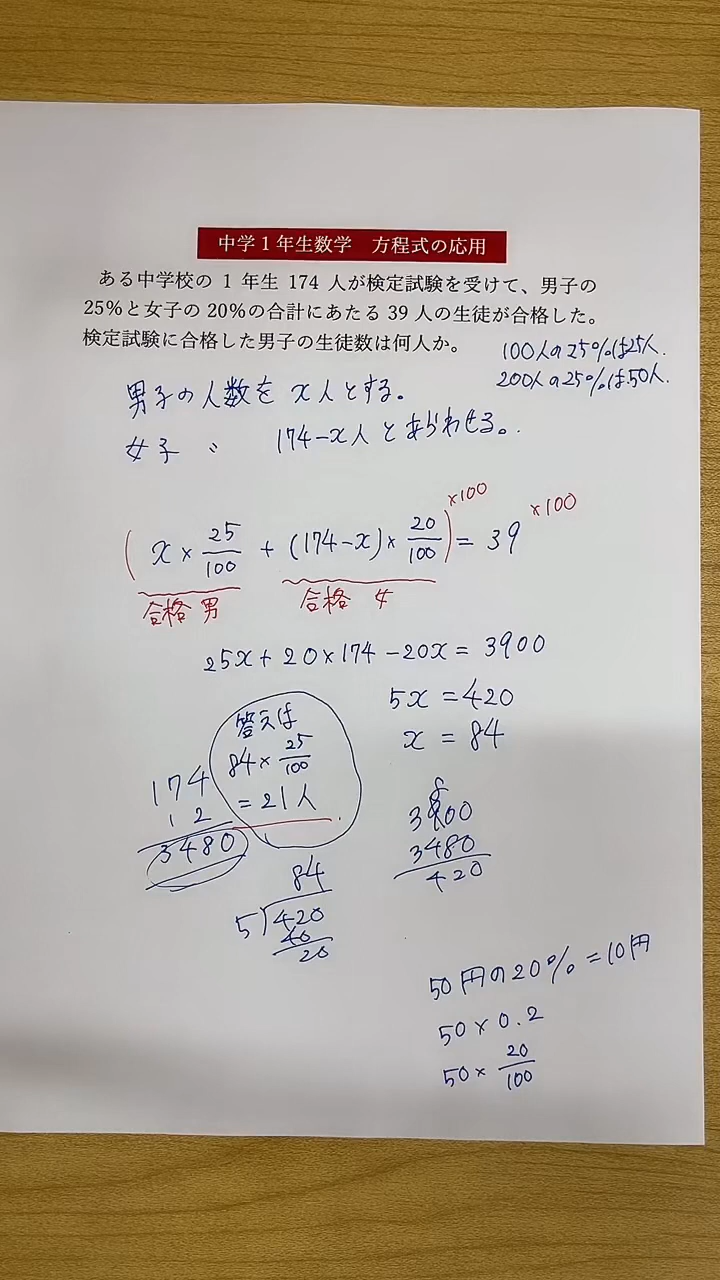 中学1年生数学 方程式の応用
ある中学校の 1 年生 174 人が検定試験を受けて、男子の
25%と女子の 20%の合計にあたる 39 人の生徒が合格した。
検定試験に合格した男子の生徒数は何人か。
100人の25%は25人.
200人の25%は50人.
男子の人数を x人とする。
女子 〃 174-x人とあらわせる。
(x × 25/100 + (174-x) × 20/100)×100 = 39 ×100
合格 男 合格 女
25x + 20×174 - 20x = 3900
5x = 420
x = 84
答えは
84 × 25/100
= 21人
174
12
3480
3900
8
3480
420
84
5)420
40
20
50円の20% = 10円
50 × 0.2
50 × 20/100